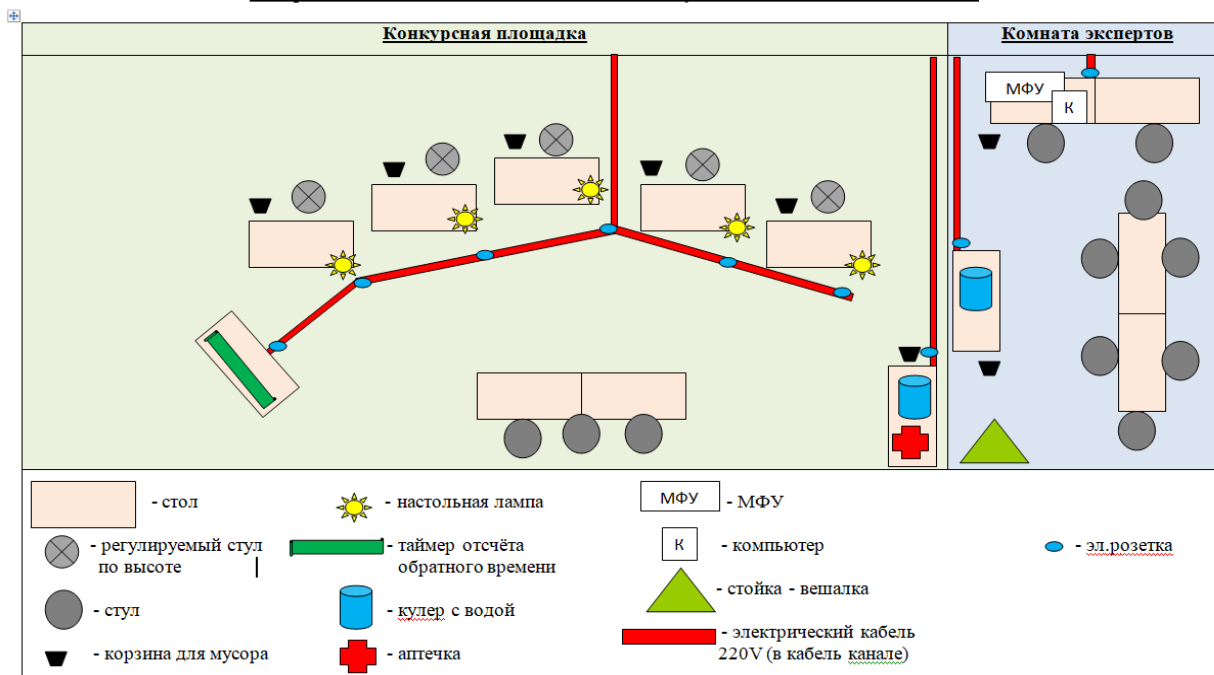 Конкурсная площадка
Комната экспертов
МФУ
К
- стол
- настольная лампа
МФУ - МФУ
- регулируемый стул
по высоте
- таймер отсчёта
обратного времени
К - компьютер
- эл.розетка
- стул
- кулер с водой
- стойка - вешалка
- корзина для мусора
- аптечка
- электрический кабель
220V (в кабель канале)